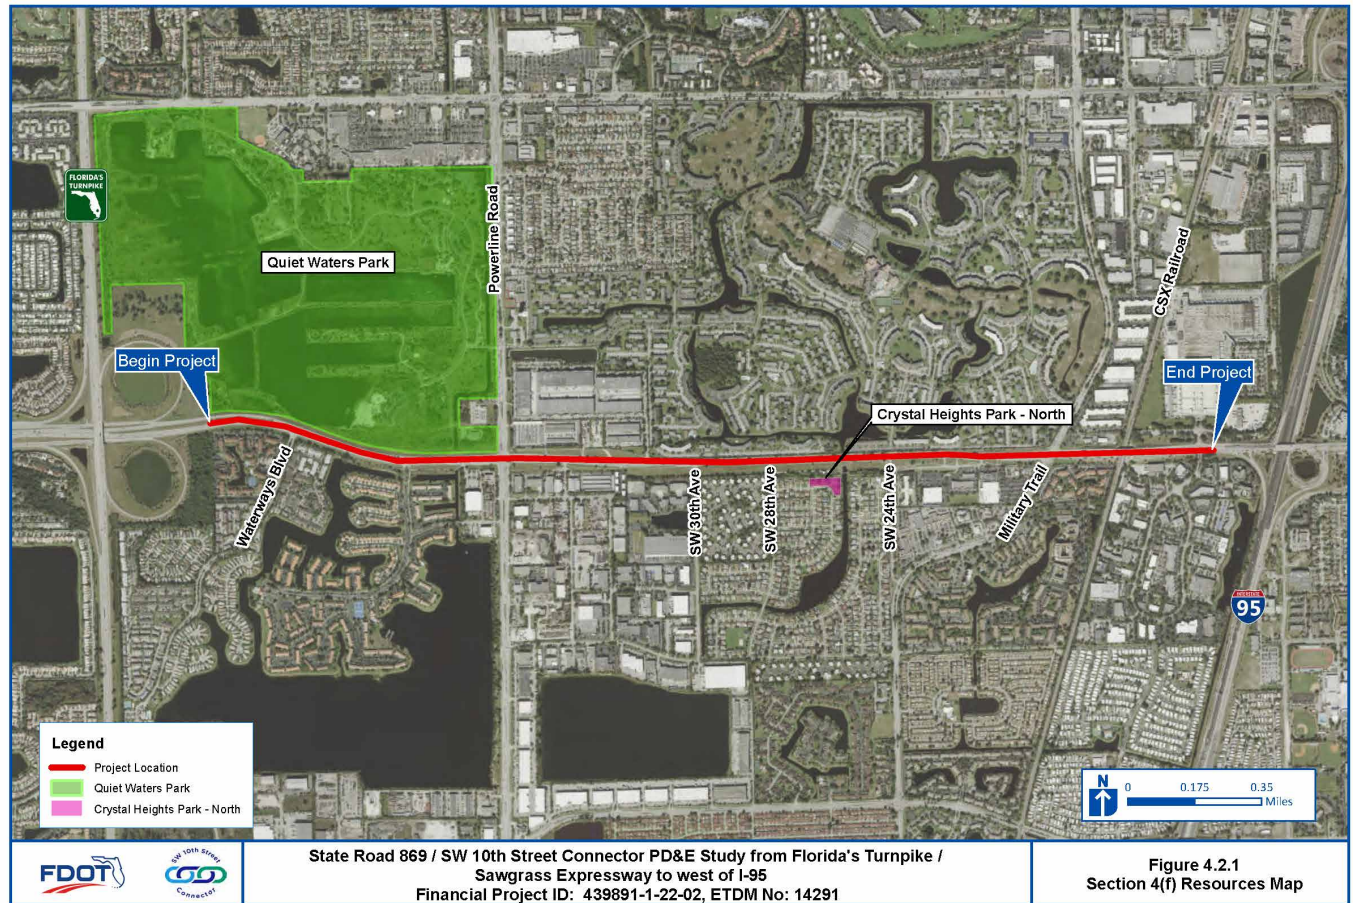 FLORIDA'S
TURNPIKE
Quiet Waters Park
Powerline Road
CSX Railroad
Begin Project
End Project
Crystal Heights Park - North
Waterways Blvd
SW 30th Ave
SW 28th Ave
SW 24th Ave
Military Trail
INTERSTATE
95
Legend
Project Location
Quiet Waters Park
Crystal Heights Park - North
N
0 0.175 0.35
Miles
FDOT
SW 10th Street
Connector
State Road 869 / SW 10th Street Connector PD&E Study from Florida's Turnpike /
Sawgrass Expressway to west of I-95
Financial Project ID: 439891-1-22-02, ETDM No: 14291
Figure 4.2.1
Section 4(f) Resources Map